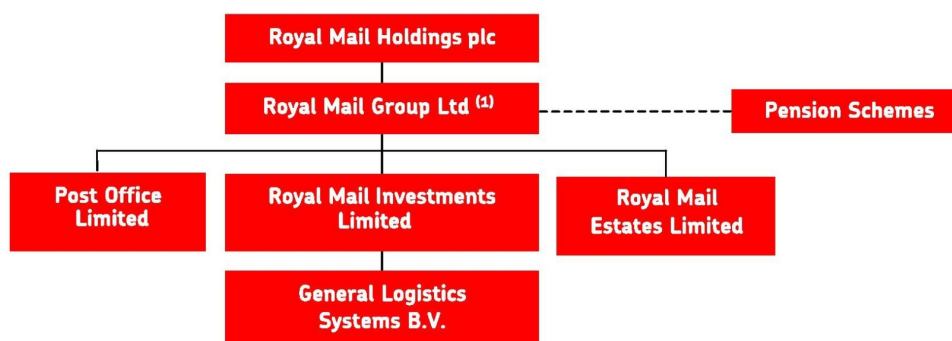 Royal Mail Holdings plc
Royal Mail Group Ltd (1)
Pension Schemes
Post Office
Limited
Royal Mail Investments
Limited
Royal Mail
Estates Limited
General Logistics
Systems B.V.